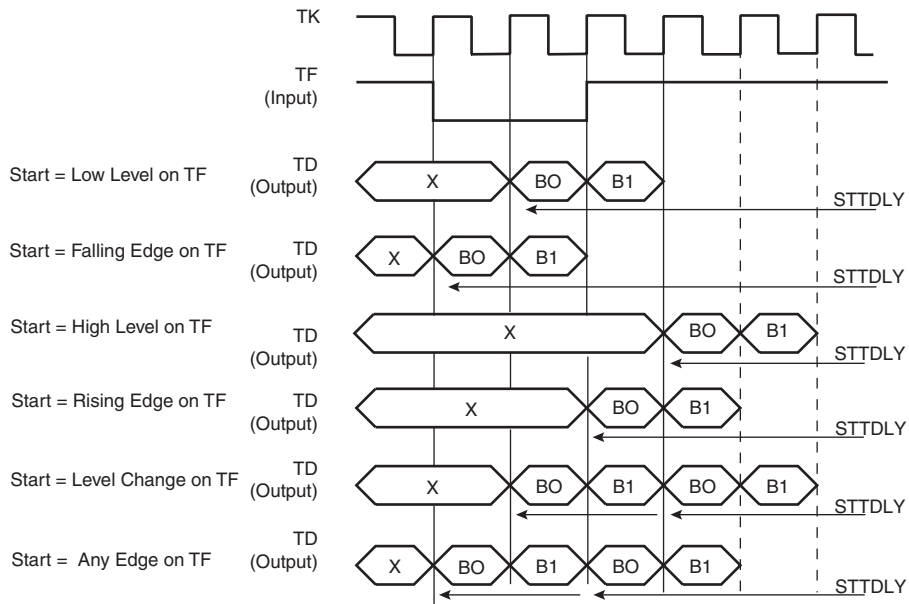 TK
TF
(Input)
Start = Low Level on TF
TD
(Output)
X
BO
B1
STTDLY
Start = Falling Edge on TF
TD
(Output)
X
BO
B1
STTDLY
Start = High Level on TF
TD
(Output)
X
BO
B1
STTDLY
Start = Rising Edge on TF
TD
(Output)
X
BO
B1
STTDLY
Start = Level Change on TF
TD
(Output)
X
BO
B1
BO
B1
STTDLY
Start = Any Edge on TF
TD
(Output)
X
BO
B1
BO
B1
STTDLY